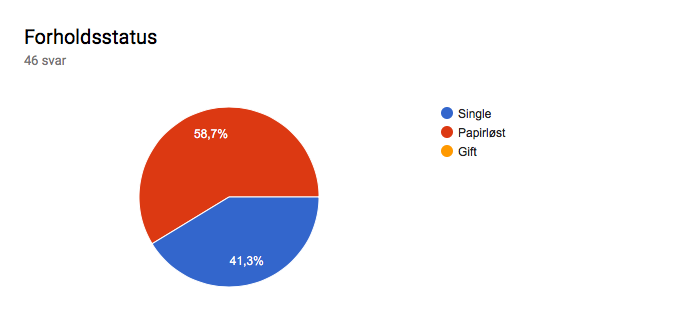 Forholdsstatus
46 svar
58,7%
41,3%
Single
Papirløst
Gift